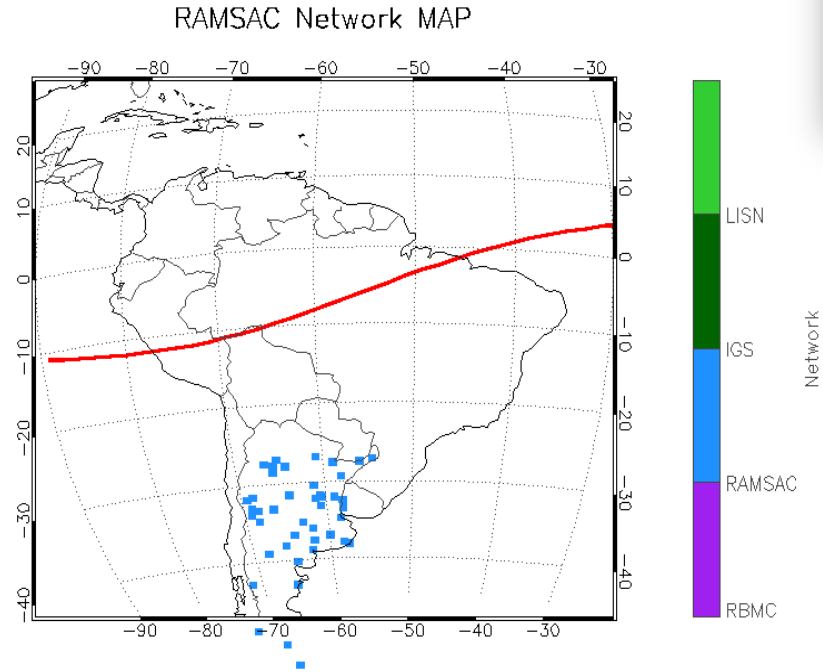 RAMSAC Network MAP
-90 -80 -70 -60 -50 -40 -30
20 20
10 10
0 0
-10 -10
-20 -20
-30 -30
-40 -40
-90 -80 -70 -60 -50 -40 -30
LISN
IGS
RAMSAC
RBMC
Network